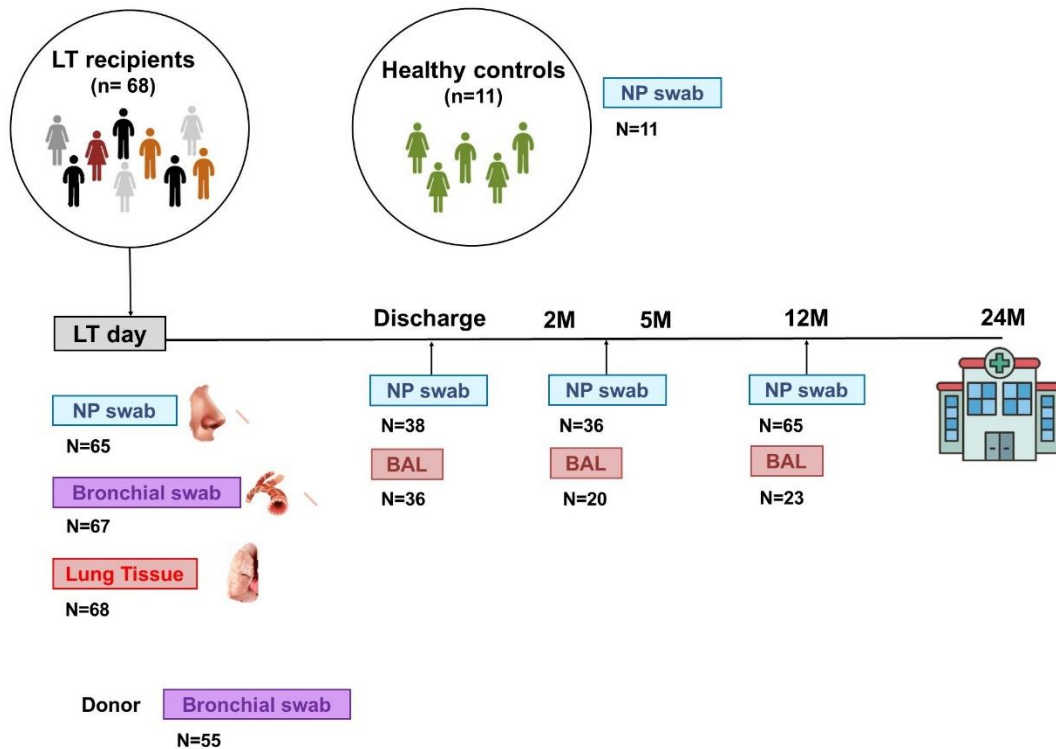 LT recipients
(n= 68)
Healthy controls
(n=11)
NP swab
N=11
LT day
Discharge
2M
5M
12M
24M
NP swab
N=65
Bronchial swab
N=67
Lung Tissue
N=68
NP swab
N=38
BAL
N=36
NP swab
N=36
BAL
N=20
NP swab
N=65
BAL
N=23
Donor
Bronchial swab
N=55